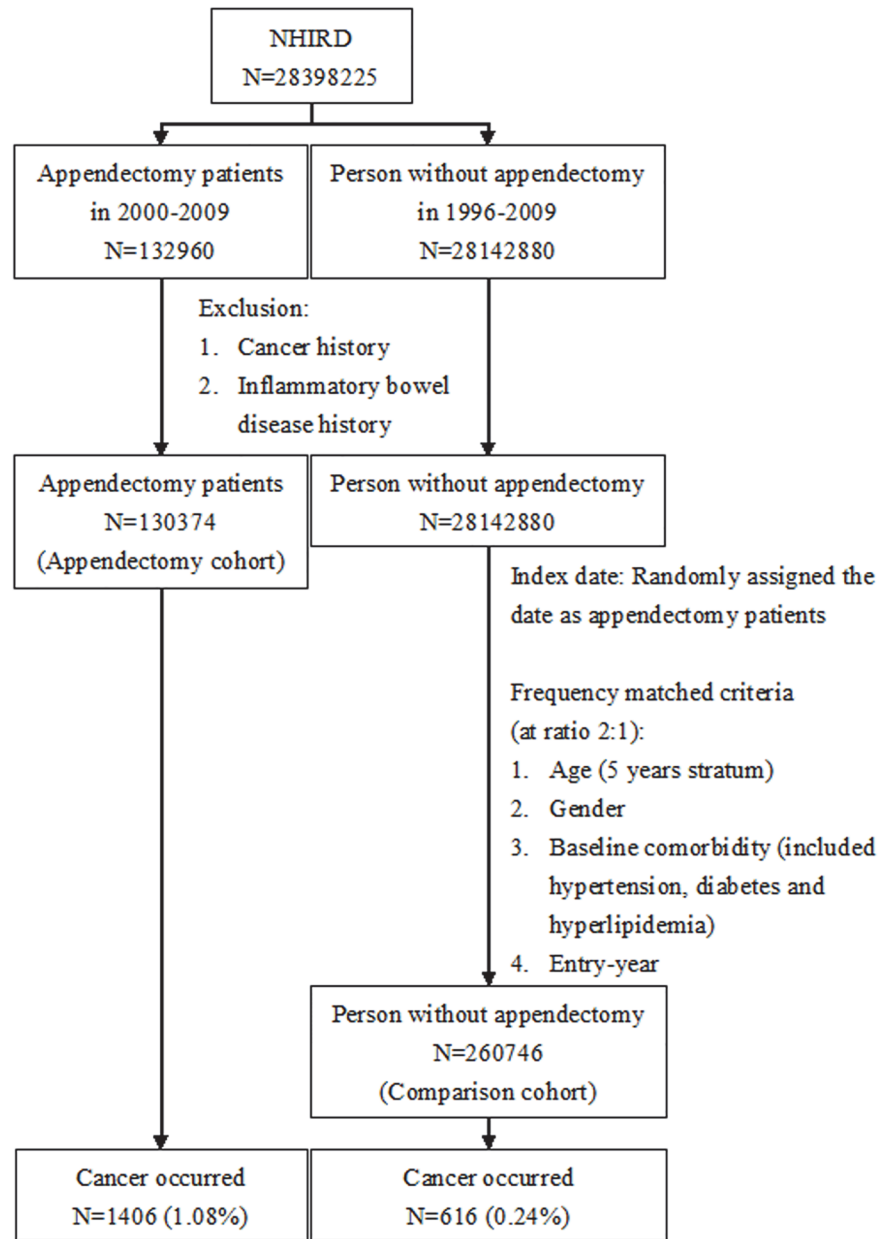 NHIRD
N=28398225
Appendectomy patients
in 2000-2009
N=132960
Person without appendectomy
in 1996-2009
N=28142880
Exclusion:
1. Cancer history
2. Inflammatory bowel
disease history
Appendectomy patients
N=130374
(Appendectomy cohort)
Person without appendectomy
N=28142880
Index date: Randomly assigned the
date as appendectomy patients
Frequency matched criteria
(at ratio 2:1):
1. Age (5 years stratum)
2. Gender
3. Baseline comorbidity (included
hypertension, diabetes and
hyperlipidemia)
4. Entry-year
Person without appendectomy
N=260746
(Comparison cohort)
Cancer occurred
N=1406 (1.08%)
Cancer occurred
N=616 (0.24%)